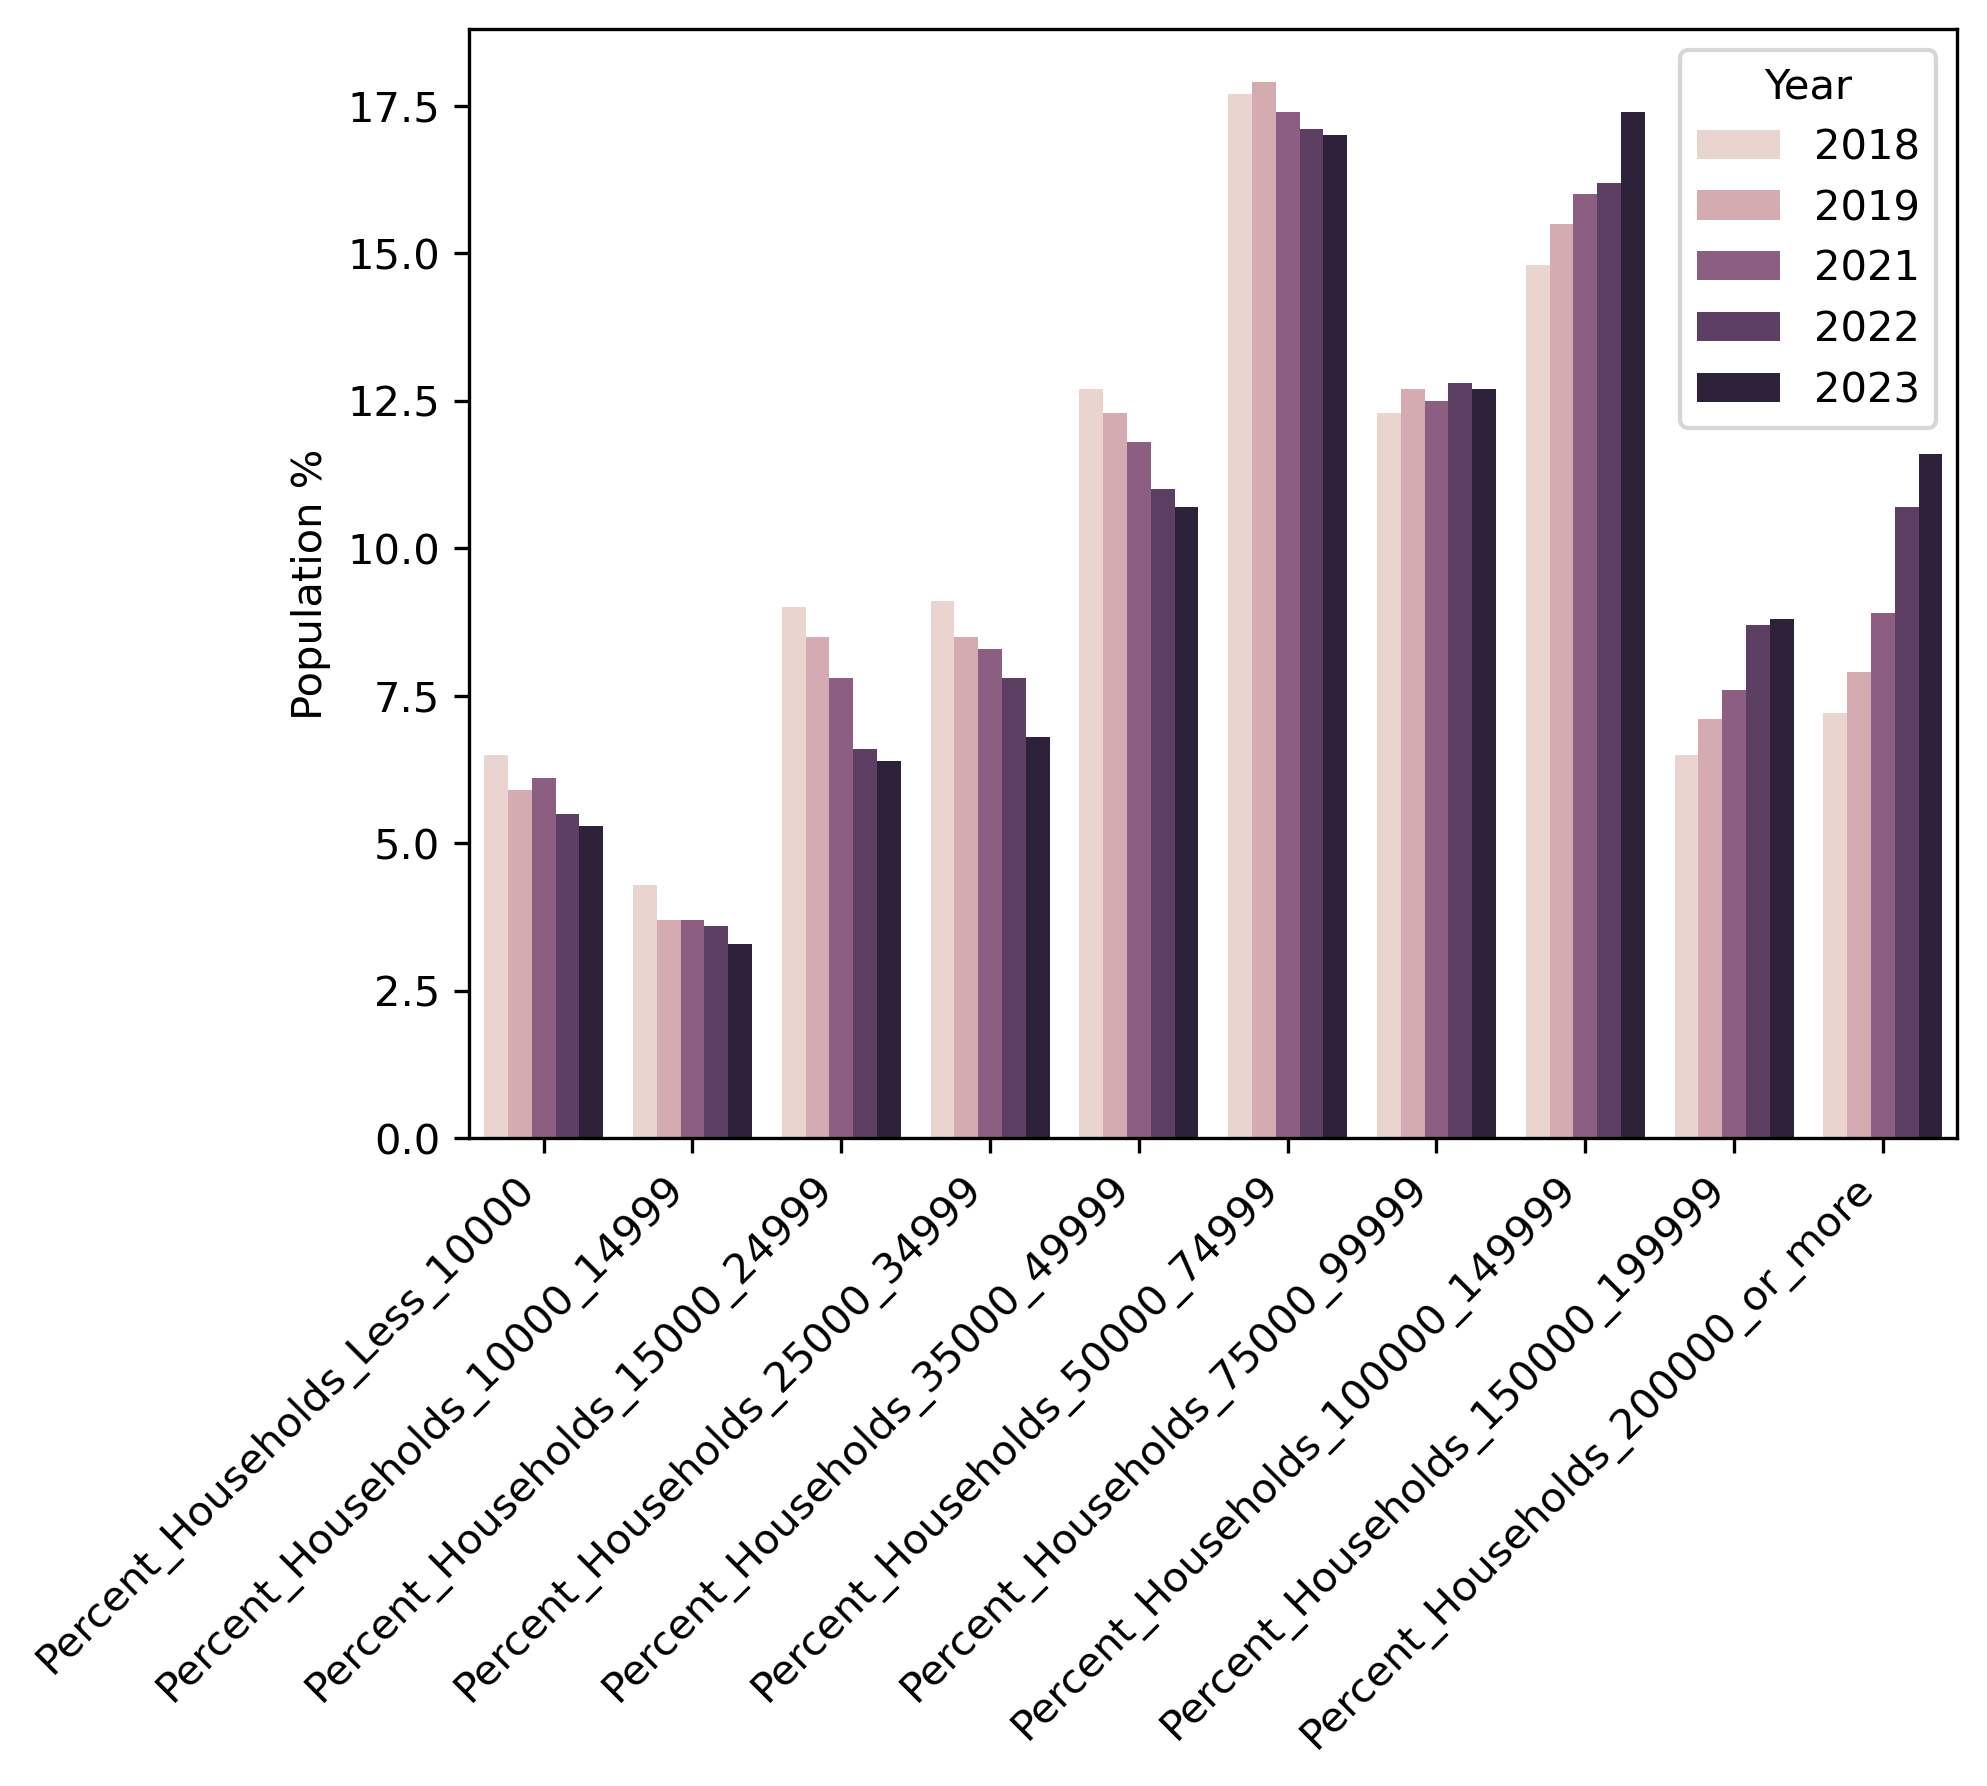 Year
2018
2019
2021
2022
2023
Population %
17.5
15.0
12.5
10.0
7.5
5.0
2.5
0.0
Percent_Households_Less_10000
Percent_Households_10000_14999
Percent_Households_15000_24999
Percent_Households_25000_34999
Percent_Households_35000_49999
Percent_Households_50000_74999
Percent_Households_75000_99999
Percent_Households_100000_149999
Percent_Households_150000_199999
Percent_Households_200000_or_more